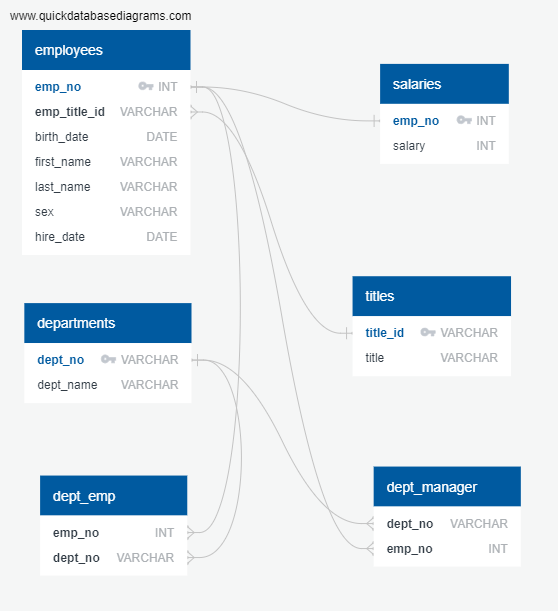 www.quickdatabasediagrams.com
employees
emp_no INT
emp_title_id VARCHAR
birth_date DATE
first_name VARCHAR
last_name VARCHAR
sex VARCHAR
hire_date DATE
salaries
emp_no INT
salary INT
departments
dept_no VARCHAR
dept_name VARCHAR
titles
title_id VARCHAR
title VARCHAR
dept_emp
emp_no INT
dept_no VARCHAR
dept_manager
dept_no VARCHAR
emp_no INT